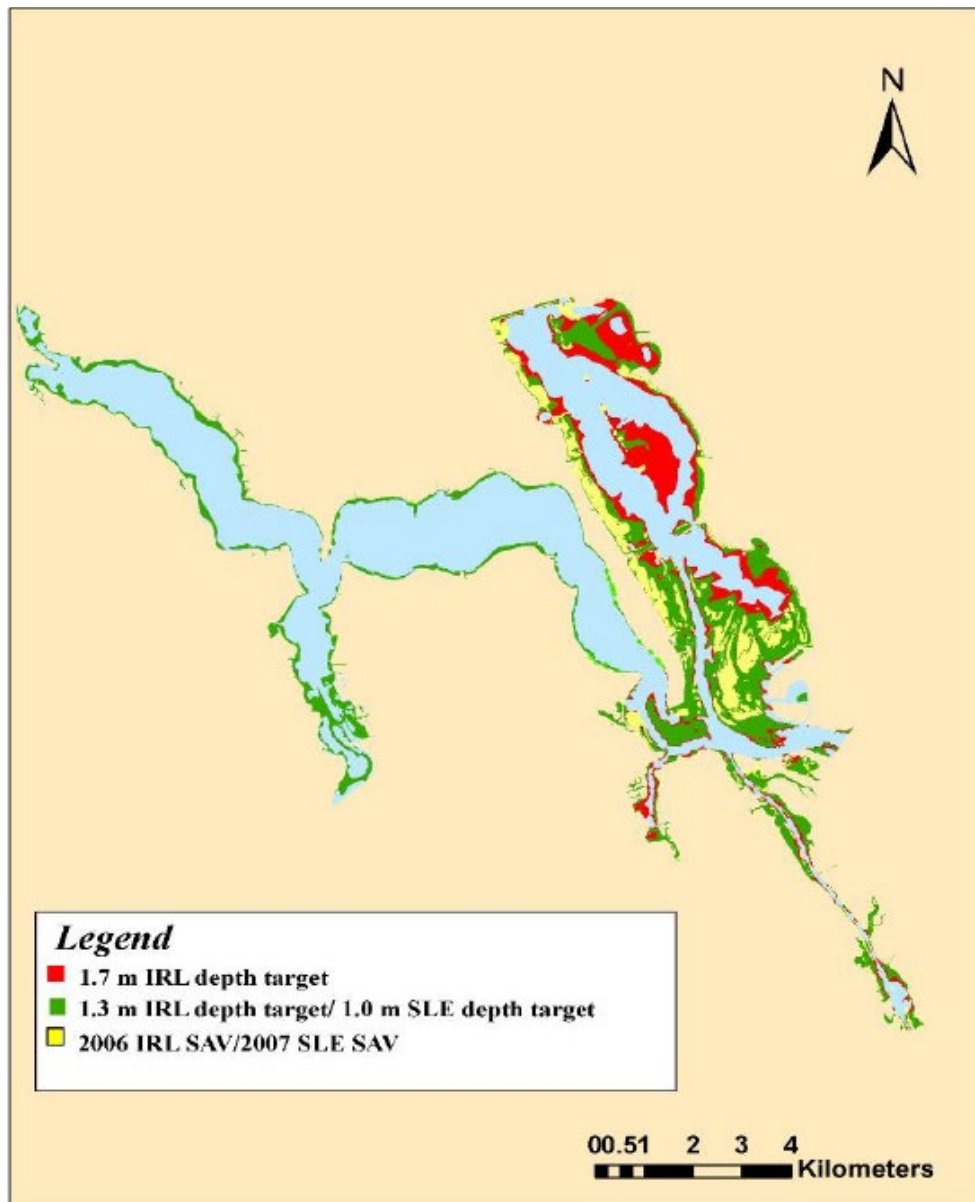 N
Legend
1.7 m IRL depth target
1.3 m IRL depth target/ 1.0 m SLE depth target
2006 IRL SAV/2007 SLE SAV
00.51 2 3 4
Kilometers